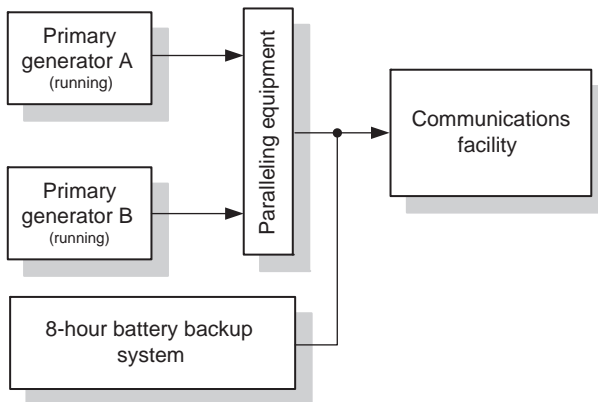 Primary
generator A
(running)
Paralleling equipment
Communications
facility
Primary
generator B
(running)
8-hour battery backup
system